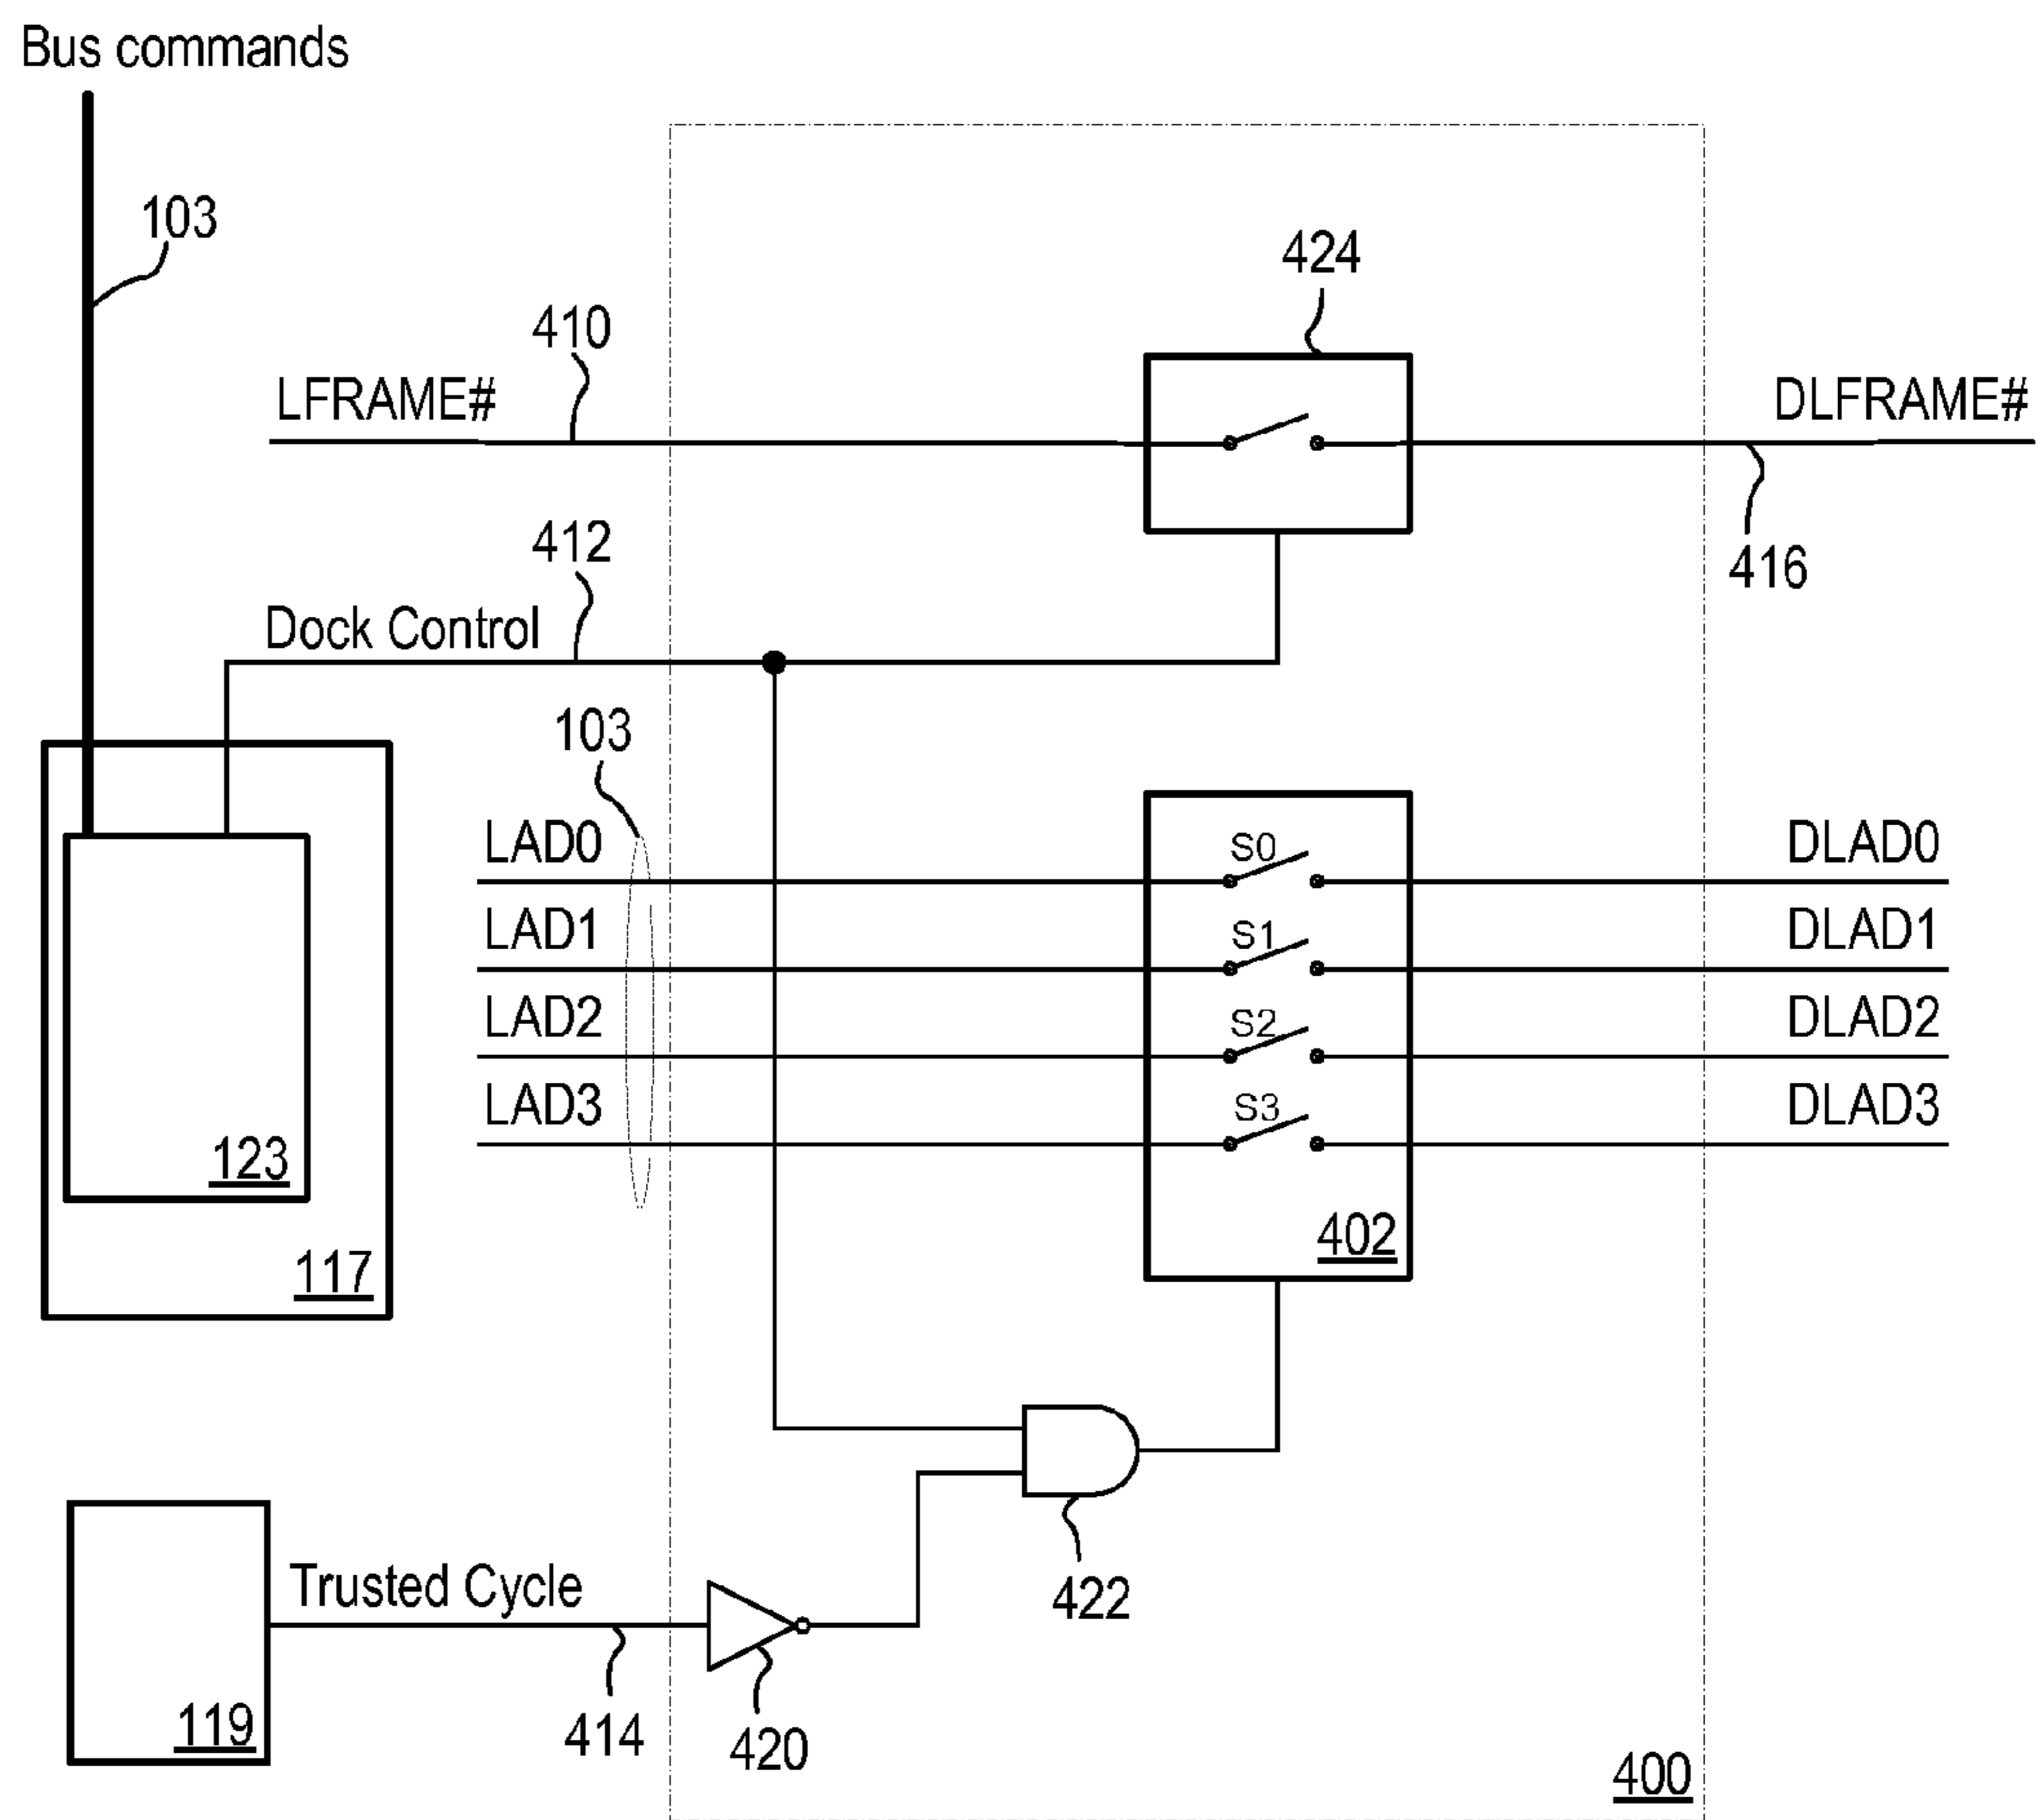 Bus commands
103
424
410
LFRAME#
DLFRAME#
412
416
Dock Control
103
LAD0
S0
DLAD0
LAD1
S1
DLAD1
LAD2
S2
DLAD2
LAD3
S3
DLAD3
123
402
117
Trusted Cycle
422
119
414
420
400